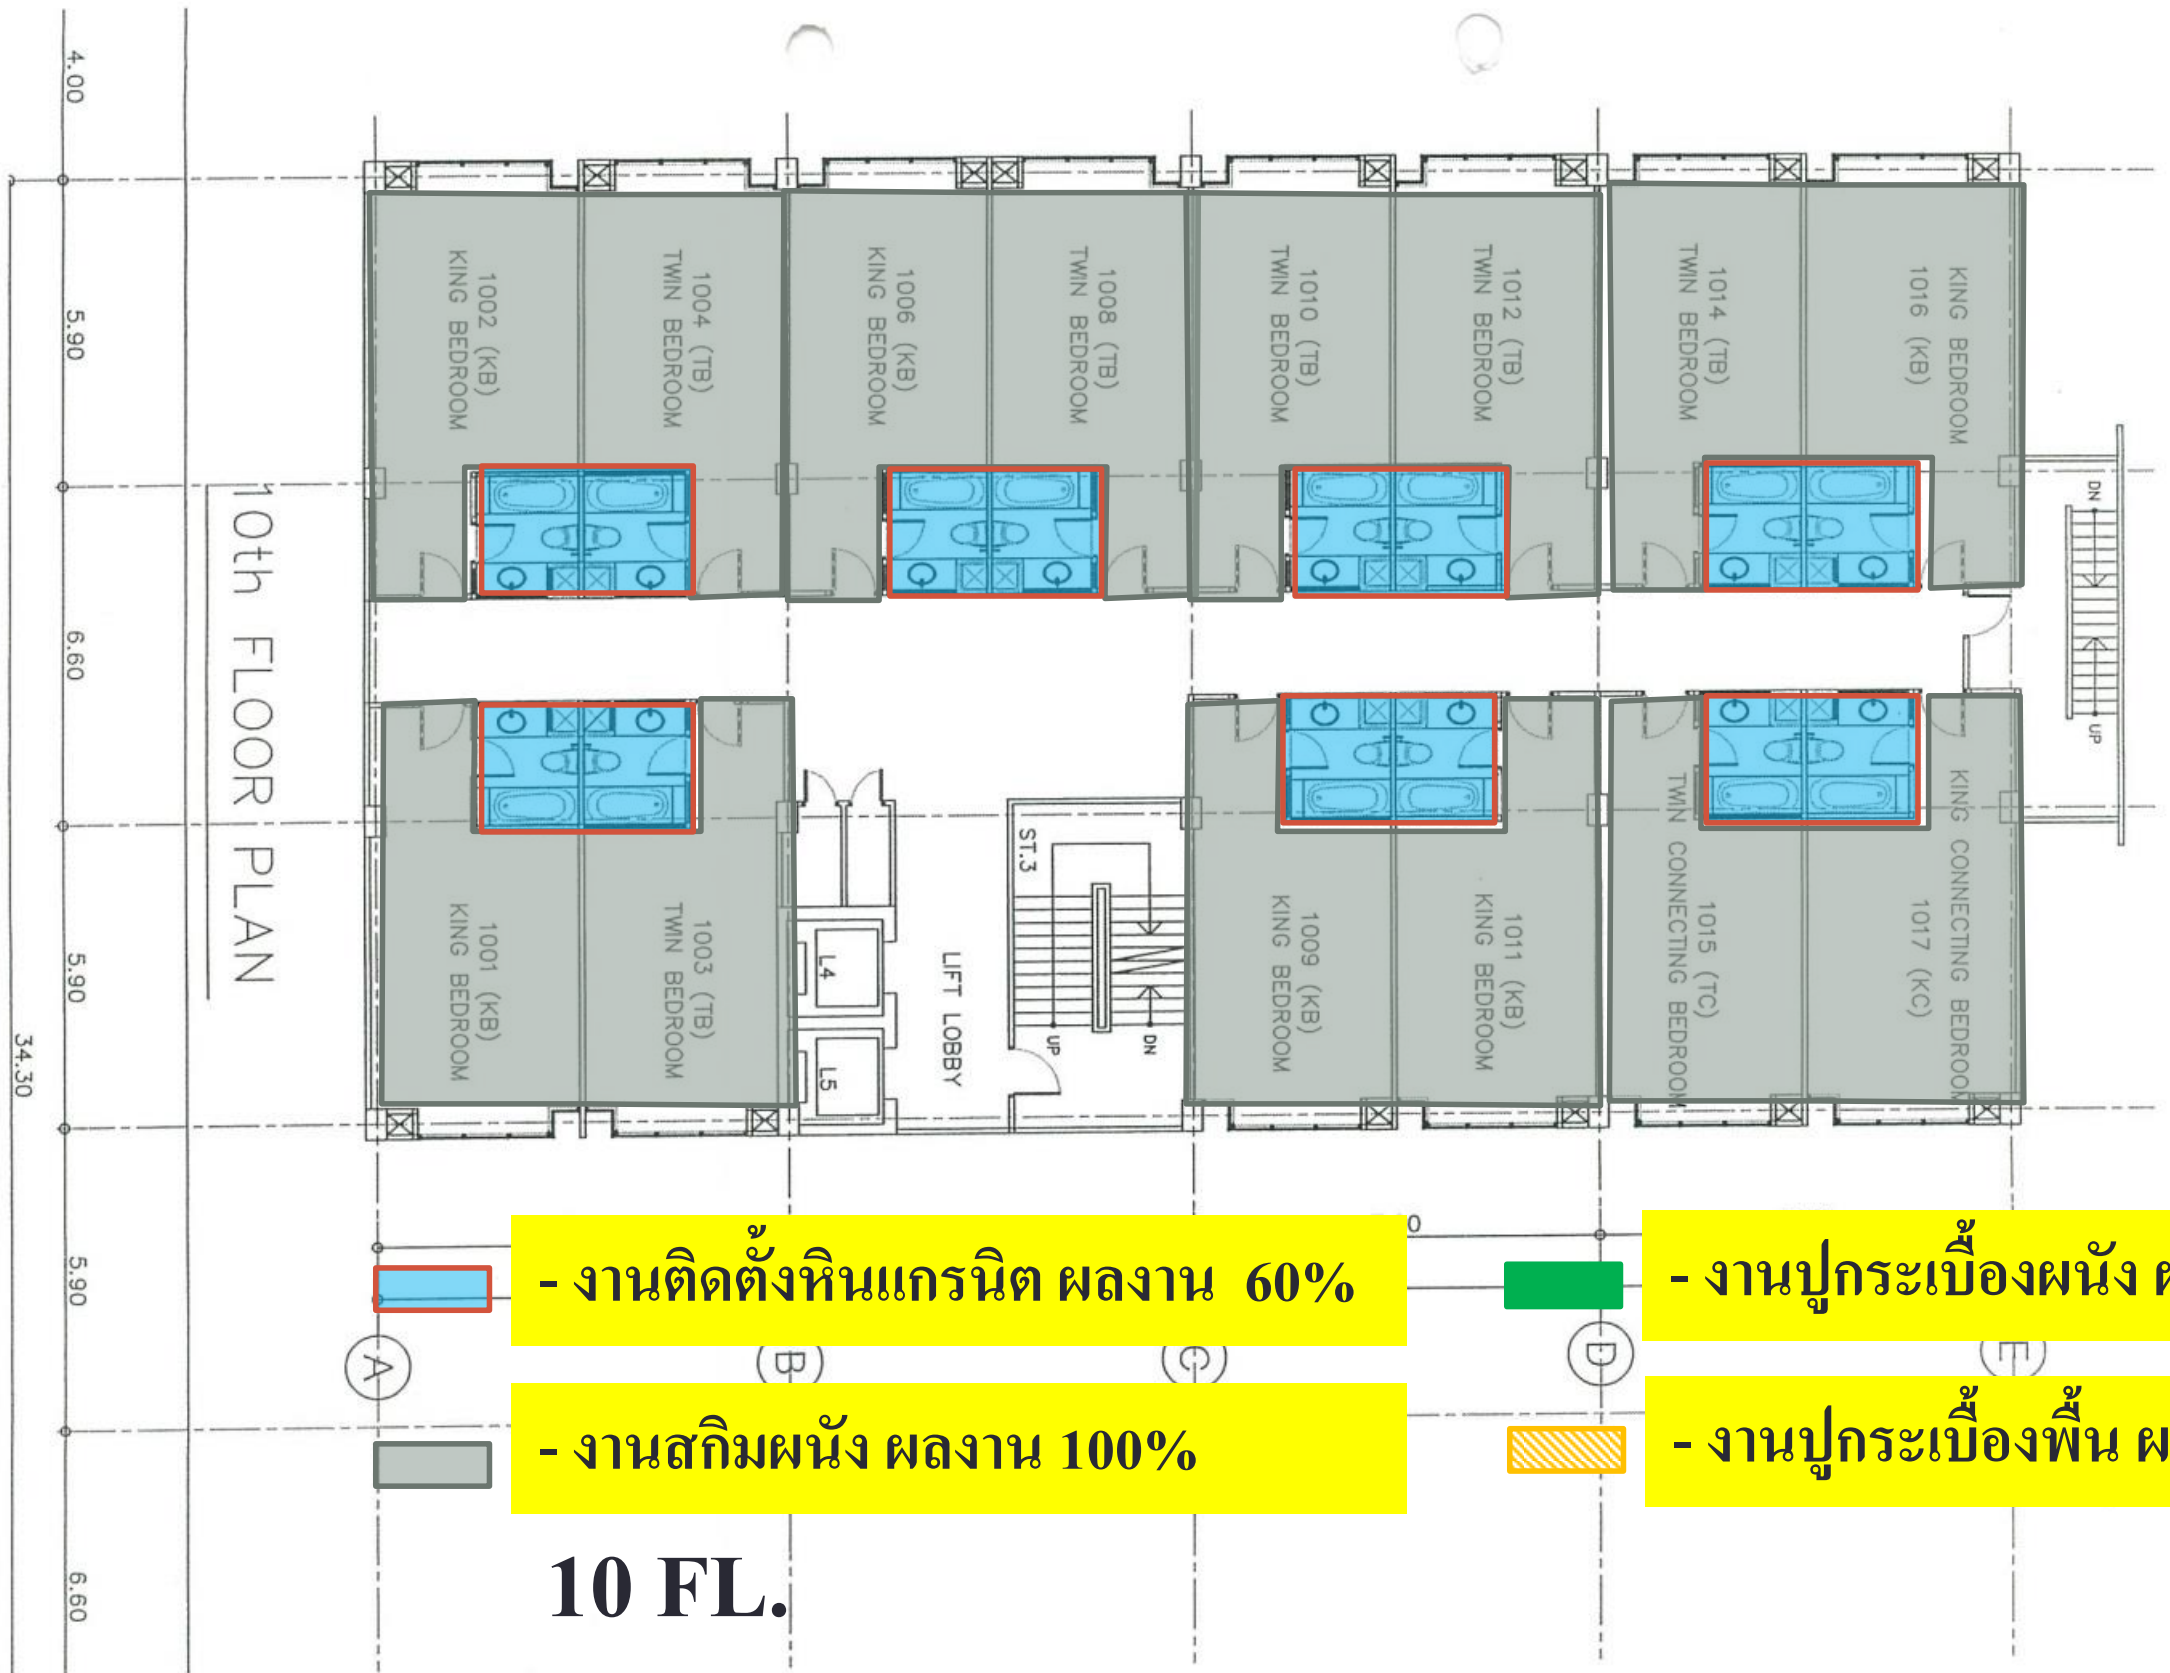 4.00
5.90
6.60
5.90
34.30
5.90
6.60
10th FLOOR PLAN
1002 (KB)
KING BEDROOM
1004 (TB)
TWIN BEDROOM
1006 (KB)
KING BEDROOM
1008 (TB)
TWIN BEDROOM
1010 (TB)
TWIN BEDROOM
1012 (TB)
TWIN BEDROOM
1014 (TB)
TWIN BEDROOM
KING BEDROOM
1016 (KB)
DN
UP
1001 (KB)
KING BEDROOM
1003 (TB)
TWIN BEDROOM
L4
L5
LIFT LOBBY
ST.3
UP
DN
1009 (KB)
KING BEDROOM
1011 (KB)
KING BEDROOM
1015 (TC)
TWIN CONNECTING BEDROOM
KING CONNECTING BEDROOM
1017 (KC)
- งานติดตั้งหินแกรนิต ผลงาน 60%
- งานปูกระเบื้องผนัง
A
B
C
D
E
- งานสกิมผนัง ผลงาน 100%
- งานปูกระเบื้องพื้น
10 FL.